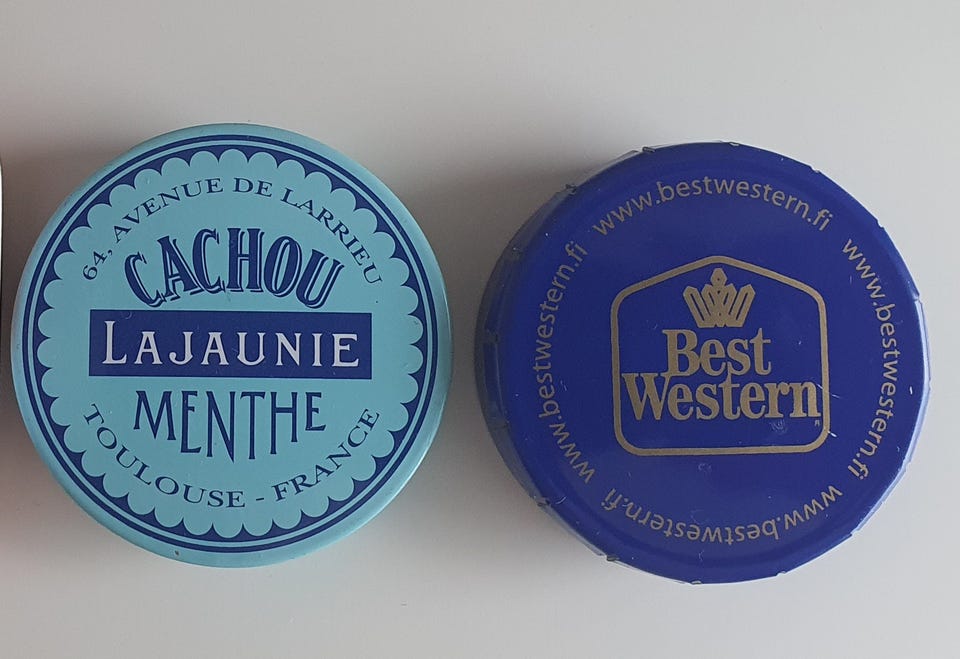 64, AVENUE DE LARRIEU
CACHOU
LAJAUNIE
MENTHE
TOULOUSE - FRANCE
www.bestwestern.fi
www.bestwestern.fi
www.bestwestern.fi
www.bestwestern.fi
Best
Western